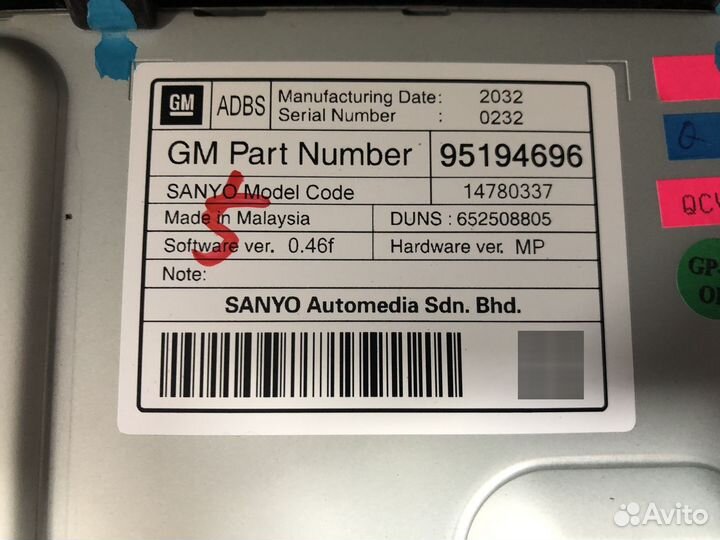 GM ADBS Manufacturing Date: 2032
Serial Number : 0232
GM Part Number 95194696
SANYO Model Code 14780337
Made in Malaysia DUNS : 652508805
Software ver. 0.46f Hardware ver. MP
Note:
SANYO Automedia Sdn. Bhd.
Q
QC
GP
Avito